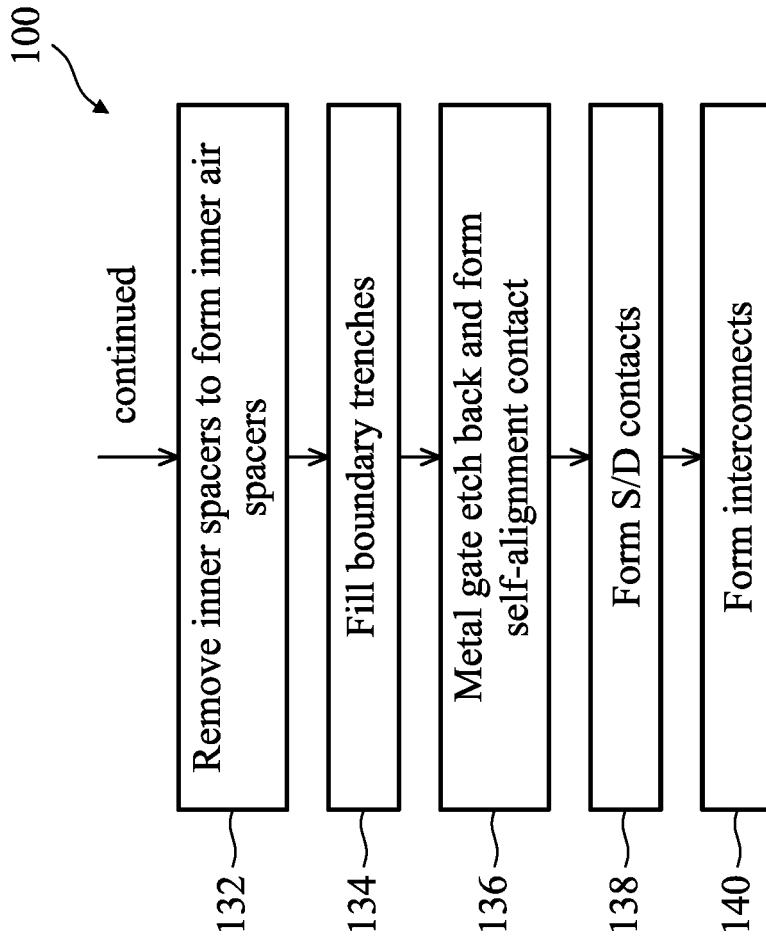 100
continued
132
Remove inner spacers to form inner air
spacers
134
Fill boundary trenches
136
Metal gate etch back and form
self-alignment contact
138
Form S/D contacts
140
Form interconnects